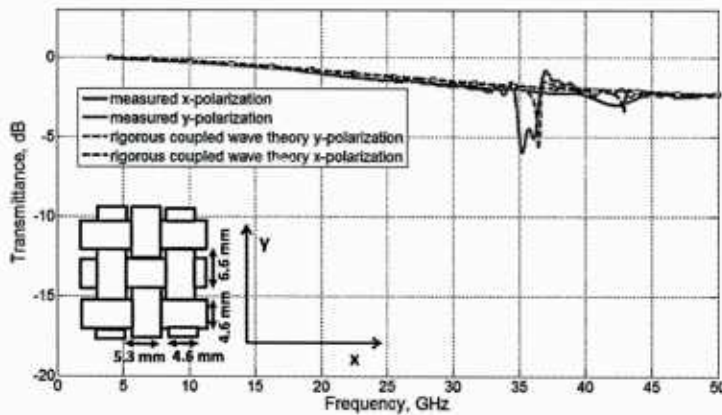 0
measured x-polarization
measured y-polarization
rigorous coupled wave theory y-polarization
rigorous coupled wave theory x-polarization
-5
-10
-15
-20
Transmittance, dB
6.6 mm
4.6 mm
5.3 mm 4.6 mm
Y
X
0 5 10 15 20 25 30 35 40 45 50
Frequency, GHz